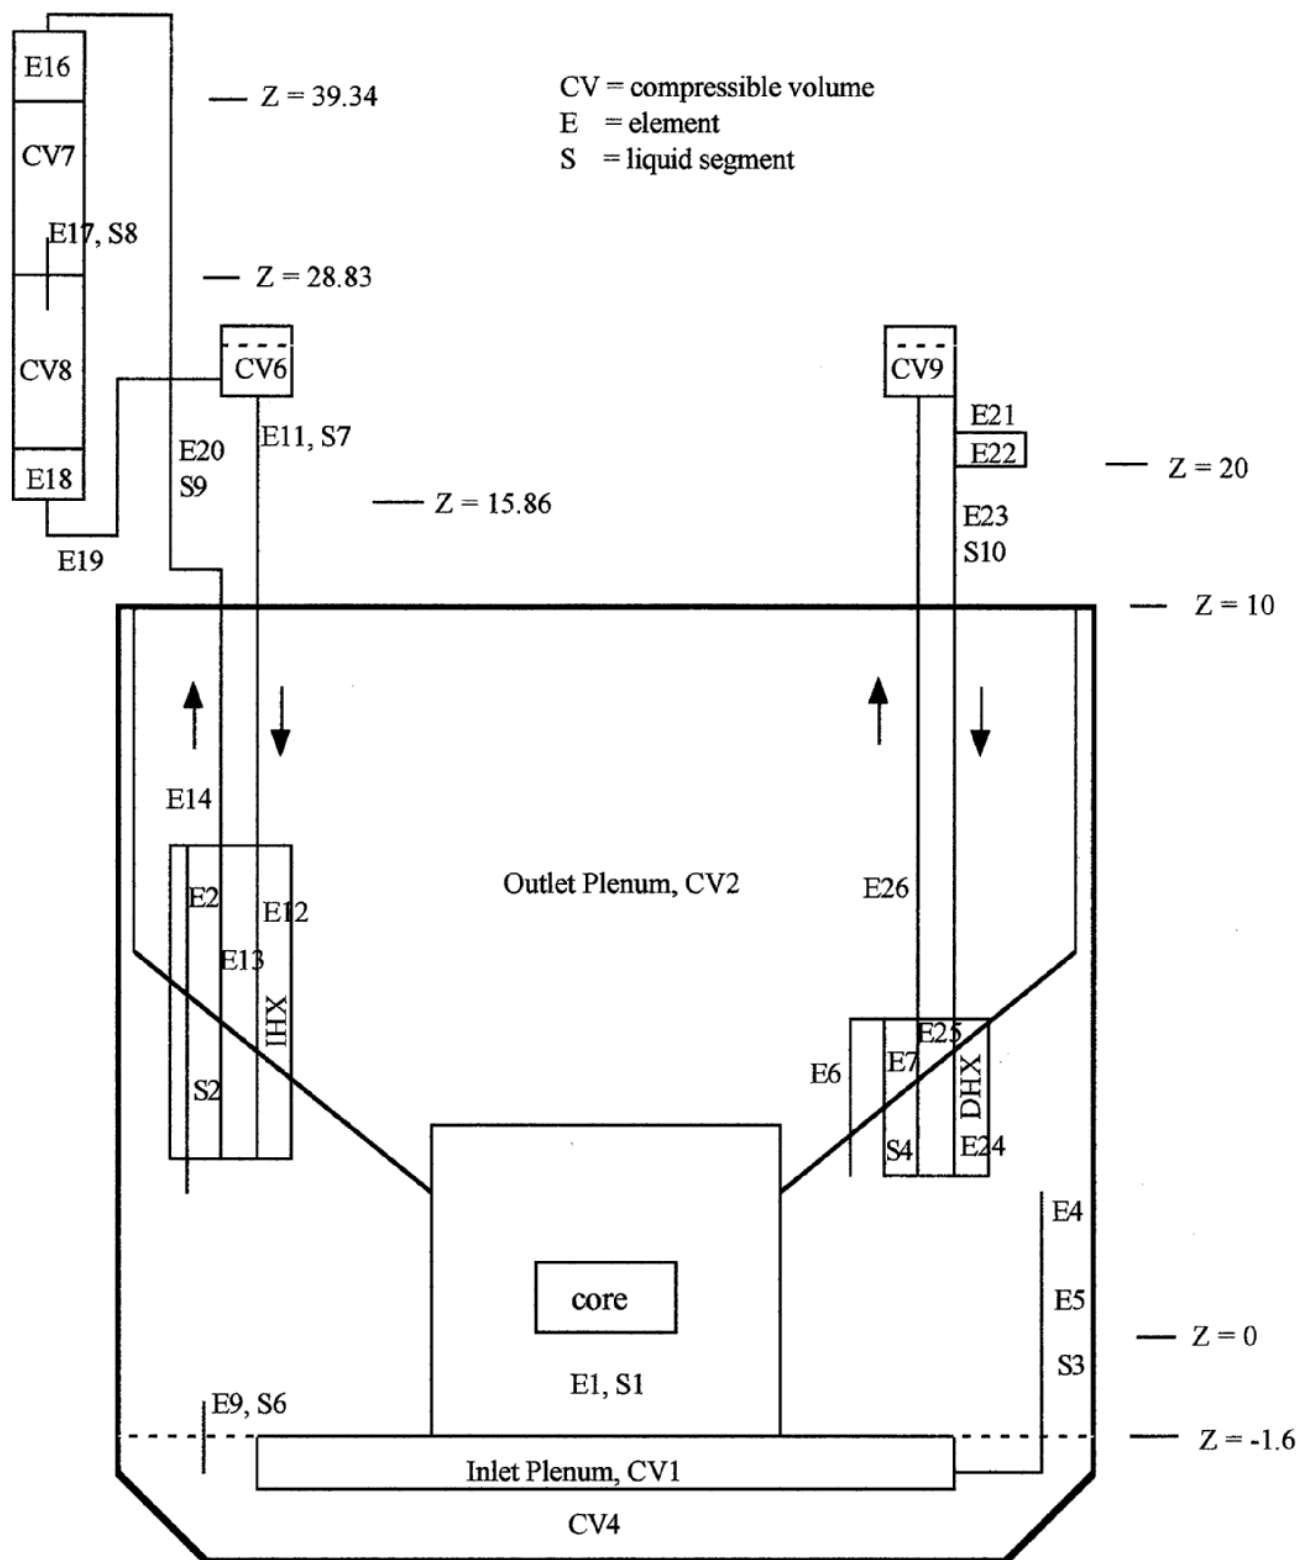 E16
Z = 39.34
CV = compressible volume
E = element
S = liquid segment
CV7
E17, S8
Z = 28.83
CV8
CV6
CV9
E11, S7
E21
E20
E22
Z = 20
S9
E18
Z = 15.86
E23
S10
E19
Z = 10
E14
E2
Outlet Plenum, CV2
E26
E12
E13
IHX
E25
E7
E6
DHX
S2
S4
E24
E4
core
E5
Z = 0
S3
E1, S1
E9, S6
Z = -1.6
Inlet Plenum, CV1
CV4